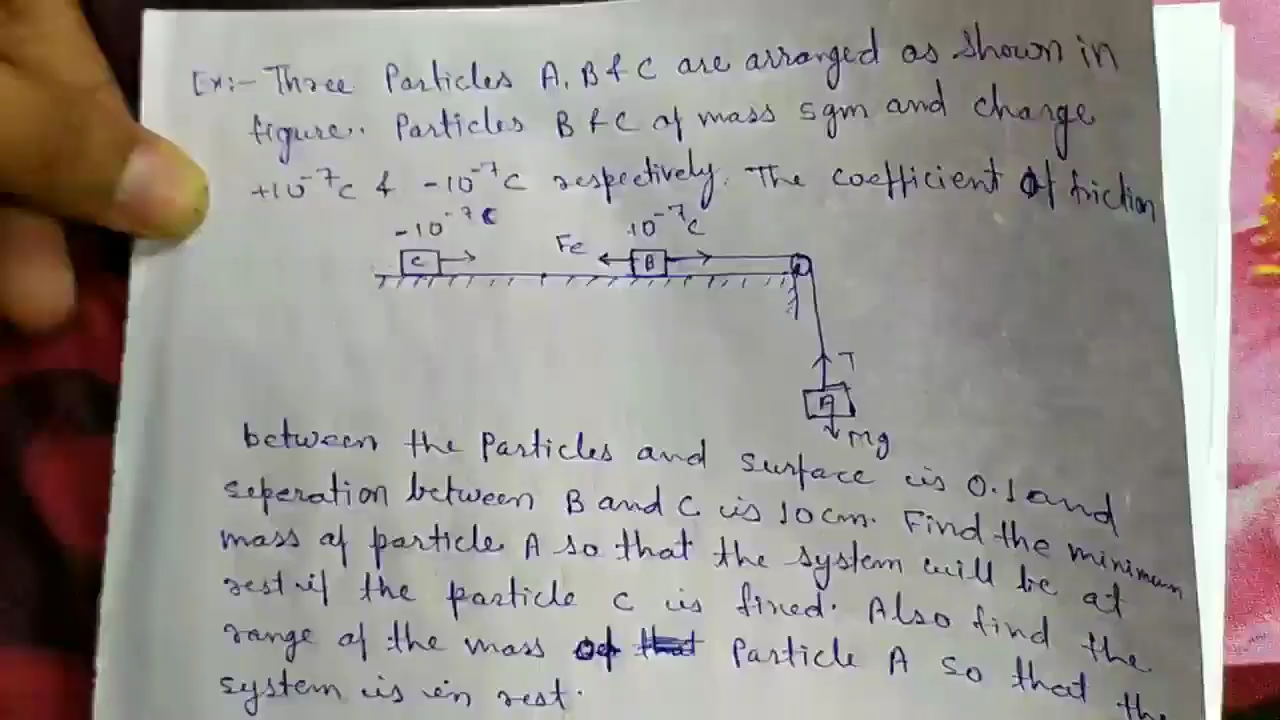 Ex:- Three Particles A, B & C are arranged as shown in
figure. Particles B & C of mass 5gm and charge
+10⁻⁷C & -10⁻⁷C respectively. The coefficient of friction
-10⁻⁷C
10⁻⁷C
Fe
C
B
T
A
Mg
between the Particles and surface is 0.1 and
seperation between B and C is 10cm. Find the minimum
mass of particle A so that the system will be at
rest if the particle C is fixed. Also find the
range of the mass of Particle A so that the
system is in rest.